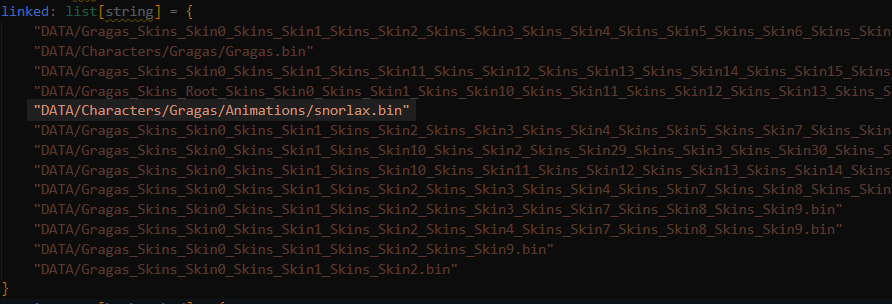 linked: list[string] = {
"DATA/Gragas_Skins_Skin0_Skins_Skin1_Skins_Skin2_Skins_Skin3_Skins_Skin4_Skins_Skin5_Skins_Skin6_Skins_Skin
"DATA/Characters/Gragas/Gragas.bin"
"DATA/Gragas_Skins_Skin0_Skins_Skin1_Skins_Skin11_Skins_Skin12_Skins_Skin13_Skins_Skin14_Skins_Skin15_Skins_
"DATA/Gragas_Skins_Root_Skins_Skin0_Skins_Skin1_Skins_Skin10_Skins_Skin11_Skins_Skin12_Skins_Skin13_Skins_S
"DATA/Characters/Gragas/Animations/snorlax.bin"
"DATA/Gragas_Skins_Skin0_Skins_Skin1_Skins_Skin2_Skins_Skin3_Skins_Skin4_Skins_Skin5_Skins_Skin7_Skins_Skin
"DATA/Gragas_Skins_Skin0_Skins_Skin1_Skins_Skin10_Skins_Skin2_Skins_Skin29_Skins_Skin3_Skins_Skin30_Skins_S
"DATA/Gragas_Skins_Skin0_Skins_Skin1_Skins_Skin10_Skins_Skin11_Skins_Skin12_Skins_Skin13_Skins_Skin14_Skins
"DATA/Gragas_Skins_Skin0_Skins_Skin1_Skins_Skin2_Skins_Skin3_Skins_Skin4_Skins_Skin7_Skins_Skin8_Skins_Skin
"DATA/Gragas_Skins_Skin0_Skins_Skin1_Skins_Skin2_Skins_Skin3_Skins_Skin7_Skins_Skin8_Skins_Skin9.bin"
"DATA/Gragas_Skins_Skin0_Skins_Skin1_Skins_Skin2_Skins_Skin4_Skins_Skin7_Skins_Skin8_Skins_Skin9.bin"
"DATA/Gragas_Skins_Skin0_Skins_Skin1_Skins_Skin2_Skins_Skin9.bin"
"DATA/Gragas_Skins_Skin0_Skins_Skin1_Skins_Skin2.bin"
}